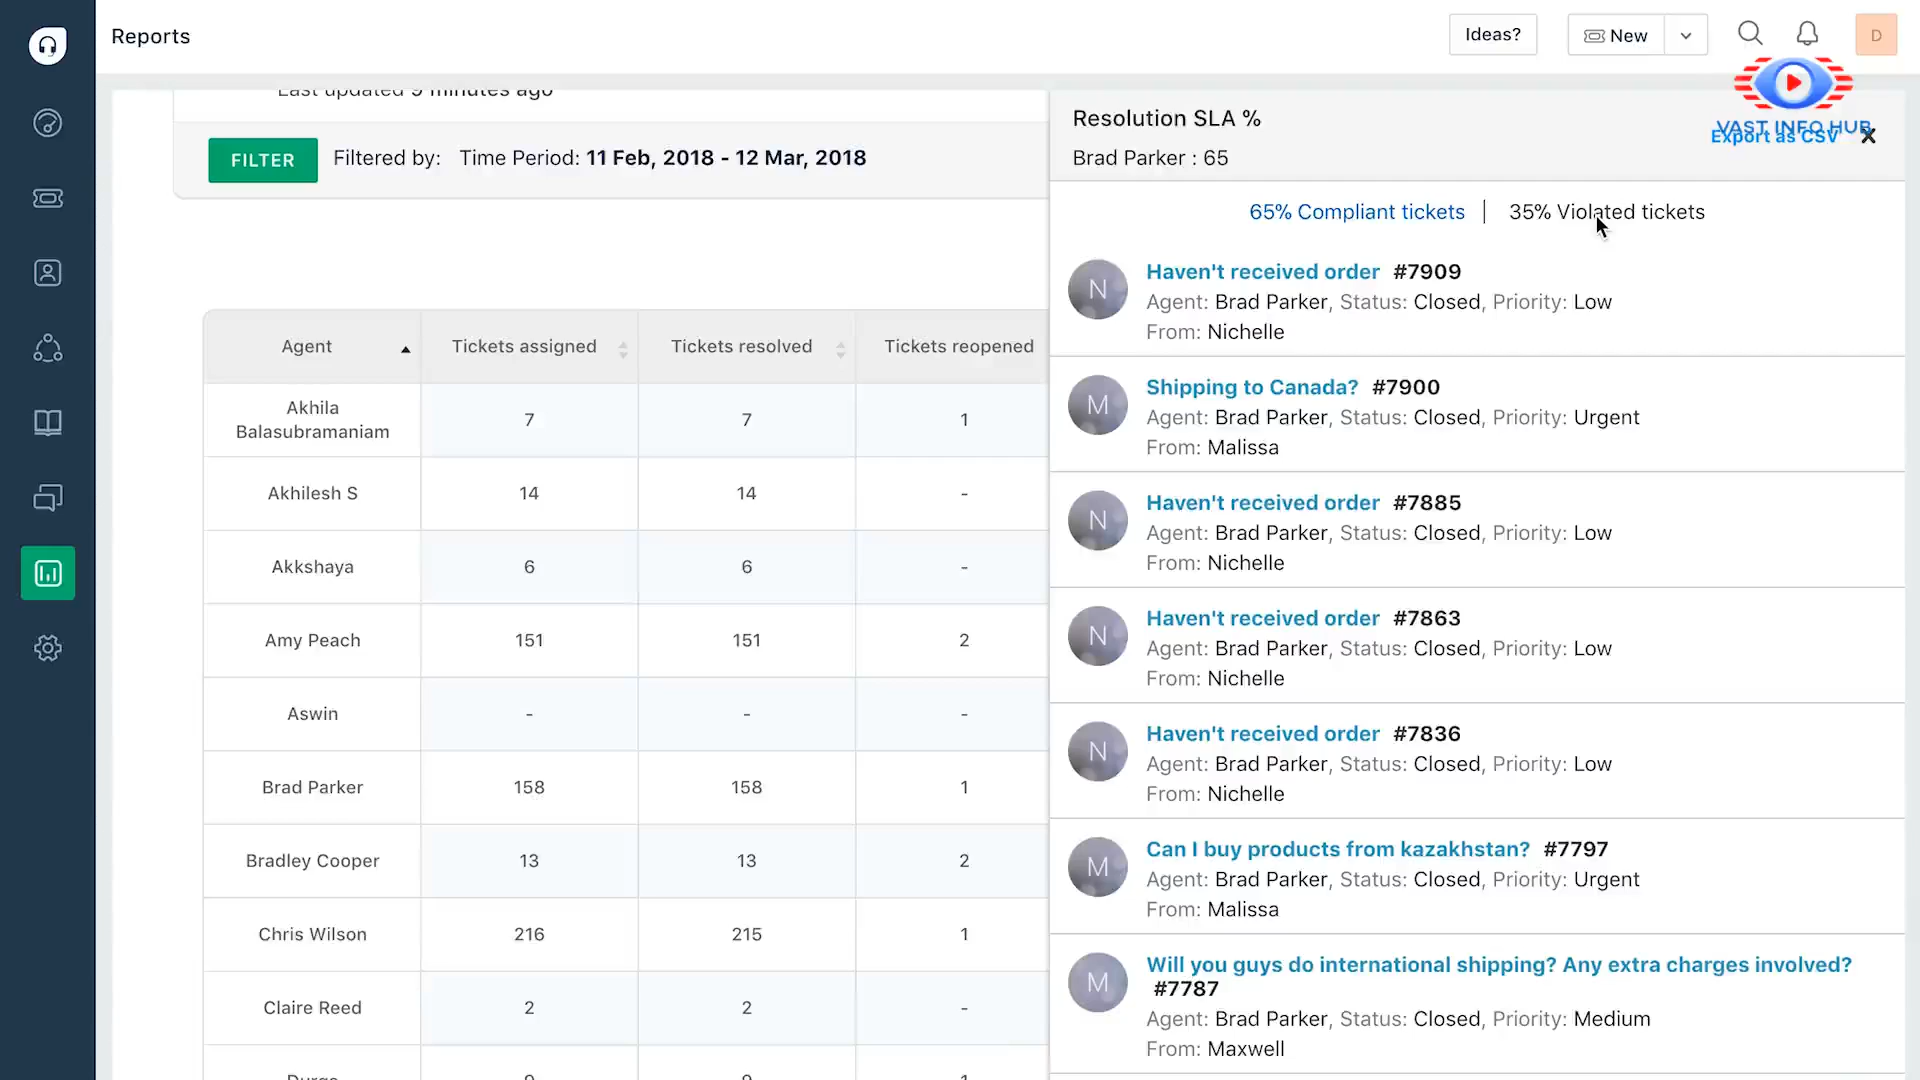 Reports
Ideas?
New
D
VAST INFO HUB
Last updated 9 minutes ago
FILTER Filtered by: Time Period: 11 Feb, 2018 - 12 Mar, 2018
Agent Tickets assigned Tickets resolved Tickets reopened
Akhila Balasubramaniam 7 7 1
Akhilesh S 14 14 -
Akkshaya 6 6 -
Amy Peach 151 151 2
Aswin - - -
Brad Parker 158 158 1
Bradley Cooper 13 13 2
Chris Wilson 216 215 1
Claire Reed 2 2 -
Resolution SLA %
Export as CSV
Brad Parker : 65
65% Compliant tickets | 35% Violated tickets
N
Haven't received order #7909
Agent: Brad Parker, Status: Closed, Priority: Low
From: Nichelle
M
Shipping to Canada? #7900
Agent: Brad Parker, Status: Closed, Priority: Urgent
From: Malissa
N
Haven't received order #7885
Agent: Brad Parker, Status: Closed, Priority: Low
From: Nichelle
N
Haven't received order #7863
Agent: Brad Parker, Status: Closed, Priority: Low
From: Nichelle
N
Haven't received order #7836
Agent: Brad Parker, Status: Closed, Priority: Low
From: Nichelle
M
Can I buy products from kazakhstan? #7797
Agent: Brad Parker, Status: Closed, Priority: Urgent
From: Malissa
M
Will you guys do international shipping? Any extra charges involved?
#7787
Agent: Brad Parker, Status: Closed, Priority: Medium
From: Maxwell